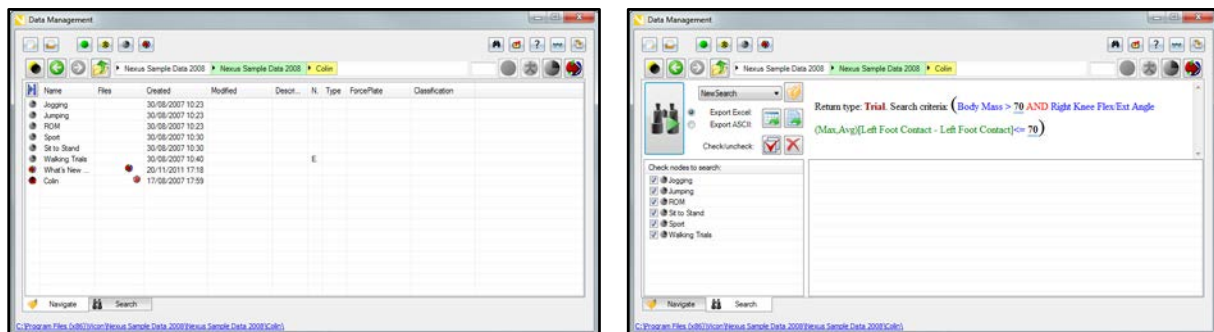 Data Management
Nexus Sample Data 2008 Nexus Sample Data 2008 Colin
Name Files Created Modified Descr... N. Type ForcePlate Classification
Jogging 30/08/2007 10:23
Jumping 30/08/2007 10:23
ROM 30/08/2007 10:23
Sport 30/08/2007 10:30
Sit to Stand 30/08/2007 10:30
Walking Trials 30/08/2007 10:40 E
What's New ... 20/11/2011 17:18
Colin 17/08/2007 17:59
Navigate Search
C:\Program Files (x86)\Vicon\Nexus Sample Data 2008\Nexus Sample Data 2008\Colin\
Data Management
Nexus Sample Data 2008 Nexus Sample Data 2008 Colin
NewSearch
Export Excel:
Export ASCII:
Check/uncheck:
Return type: Trial. Search criteria: (Body Mass > 70 AND Right Knee Flex/Ext Angle
(Max,Avg)[Left Foot Contact - Left Foot Contact]<= 70)
Check nodes to search:
Jogging
Jumping
ROM
Sit to Stand
Sport
Walking Trials
Navigate Search
C:\Program Files (x86)\Vicon\Nexus Sample Data 2008\Nexus Sample Data 2008\Colin\